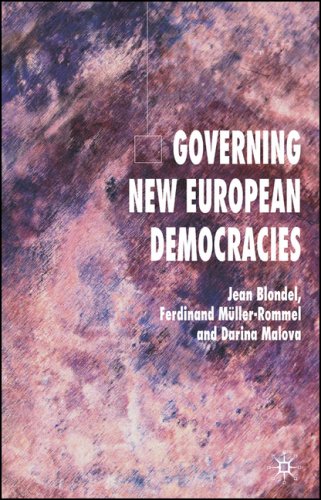 GOVERNING
NEW EUROPEAN
DEMOCRACIES
Jean Blondel,
Ferdinand Müller-Rommel
and Darina Malova